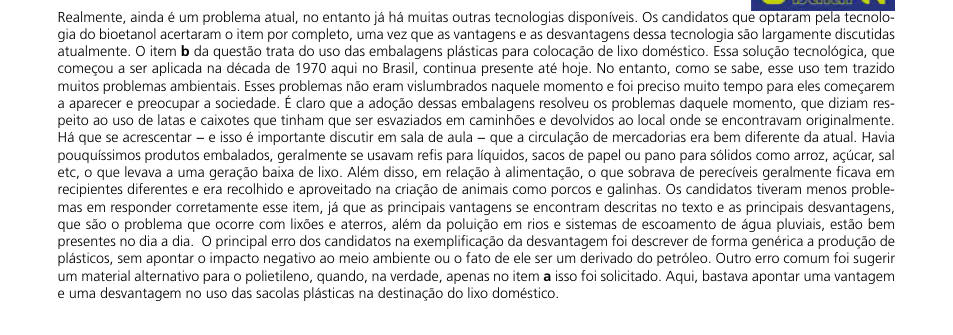 Realmente, ainda é um problema atual, no entanto já há muitas outras tecnologias disponíveis. Os candidatos que optaram pela tecnolo-
gia do bioetanol acertaram o item por completo, uma vez que as vantagens e as desvantagens dessa tecnologia são largamente discutidas
atualmente. O item b da questão trata do uso das embalagens plásticas para colocação de lixo doméstico. Essa solução tecnológica, que
começou a ser aplicada na década de 1970 aqui no Brasil, continua presente até hoje. No entanto, como se sabe, esse uso tem trazido
muitos problemas ambientais. Esses problemas não eram vislumbrados naquele momento e foi preciso muito tempo para eles começarem
a aparecer e preocupar a sociedade. É claro que a adoção dessas embalagens resolveu os problemas daquele momento, que diziam res-
peito ao uso de latas e caixotes que tinham que ser esvaziados em caminhões e devolvidos ao local onde se encontravam originalmente.
Há que se acrescentar – e isso é importante discutir em sala de aula – que a circulação de mercadorias era bem diferente da atual. Havia
pouquíssimos produtos embalados, geralmente se usavam refis para líquidos, sacos de papel ou pano para sólidos como arroz, açúcar, sal
etc, o que levava a uma geração baixa de lixo. Além disso, em relação à alimentação, o que sobrava de perecíveis geralmente ficava em
recipientes diferentes e era recolhido e aproveitado na criação de animais como porcos e galinhas. Os candidatos tiveram menos proble-
mas em responder corretamente esse item, já que as principais vantagens se encontram descritas no texto e as principais desvantagens,
que são o problema que ocorre com lixões e aterros, além da poluição em rios e sistemas de escoamento de água pluviais, estão bem
presentes no dia a dia. O principal erro dos candidatos na exemplificação da desvantagem foi descrever de forma genérica a produção de
plásticos, sem apontar o impacto negativo ao meio ambiente ou o fato de ele ser um derivado do petróleo. Outro erro comum foi sugerir
um material alternativo para o polietileno, quando, na verdade, apenas no item a isso foi solicitado. Aqui, bastava apontar uma vantagem
e uma desvantagem no uso das sacolas plásticas na destinação do lixo doméstico.